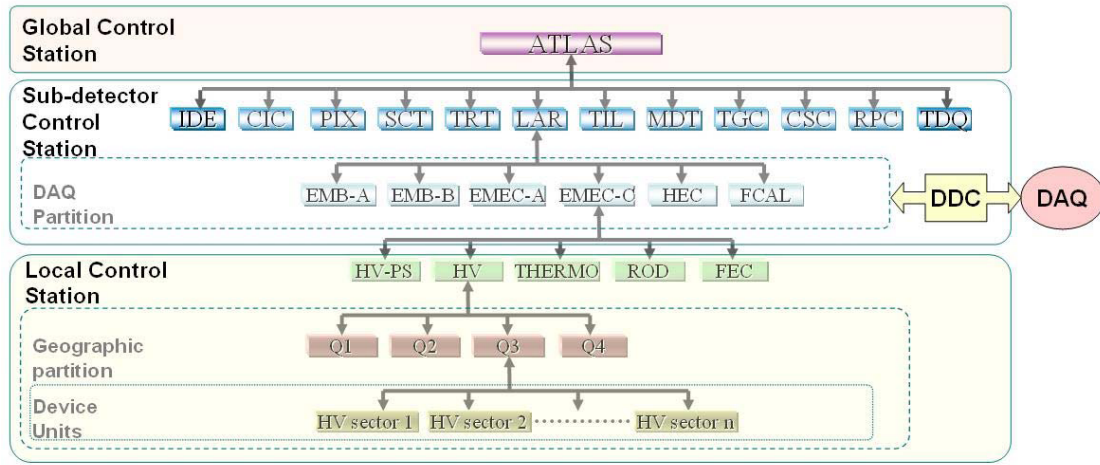 Global Control
Station
ATLAS
Sub-detector
Control
Station
IDE CIC PIX SCT TRT LAR TIL MDT TGC CSC RPC TDQ
DAQ
Partition
EMB-A EMB-B EMEC-A EMEC-C HEC FCAL
DDC DAQ
Local Control
Station
HV-PS HV THERMO ROD FEC
Geographic
partition
Q1 Q2 Q3 Q4
Device
Units
HV sector 1 HV sector 2 ................. HV sector n